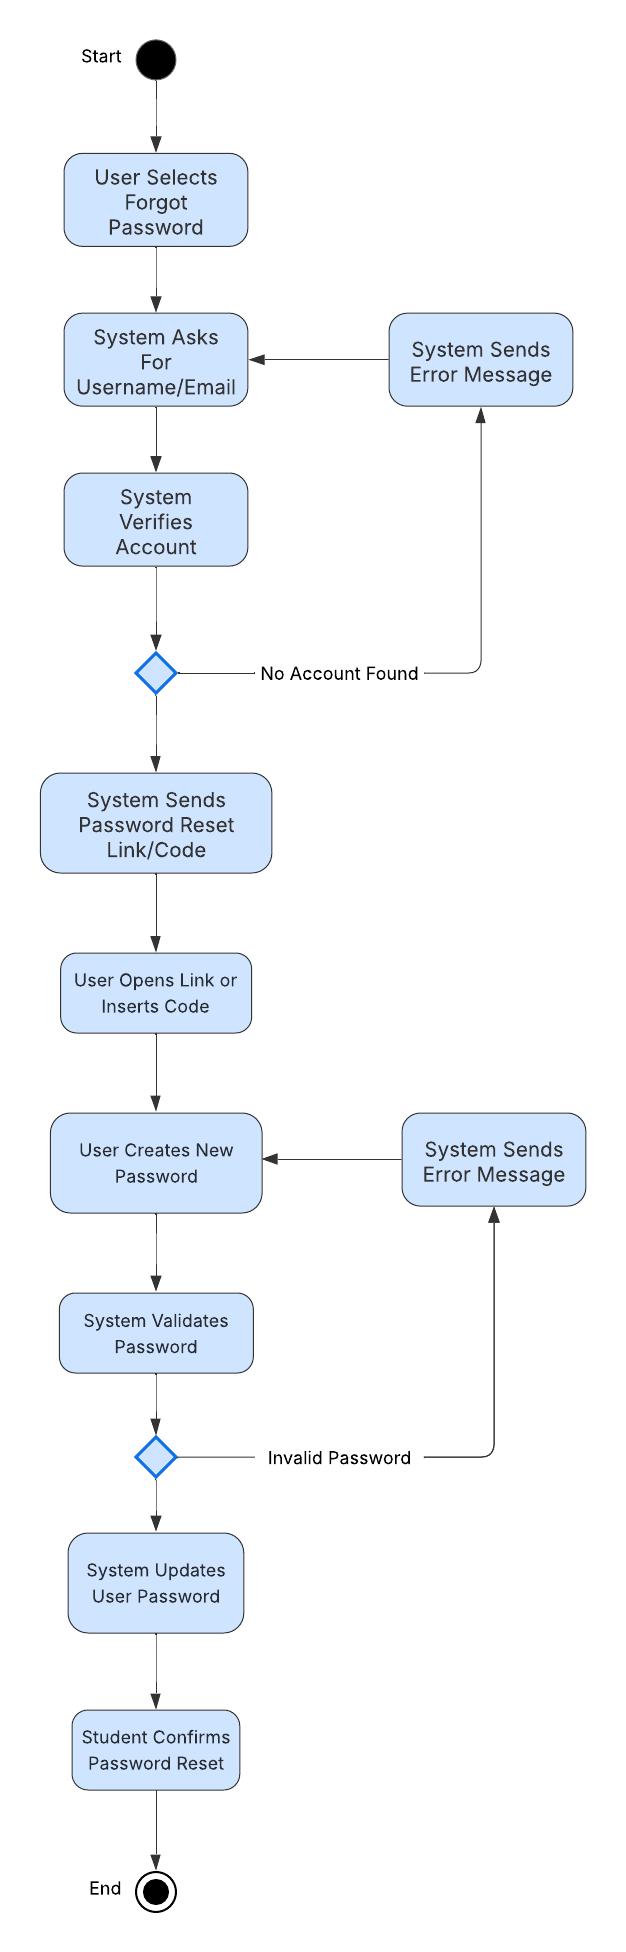 Start
User Selects
Forgot
Password
System Asks
For
Username/Email
System Sends
Error Message
System
Verifies
Account
No Account Found
System Sends
Password Reset
Link/Code
User Opens Link or
Inserts Code
User Creates New
Password
System Sends
Error Message
System Validates
Password
Invalid Password
System Updates
User Password
Student Confirms
Password Reset
End